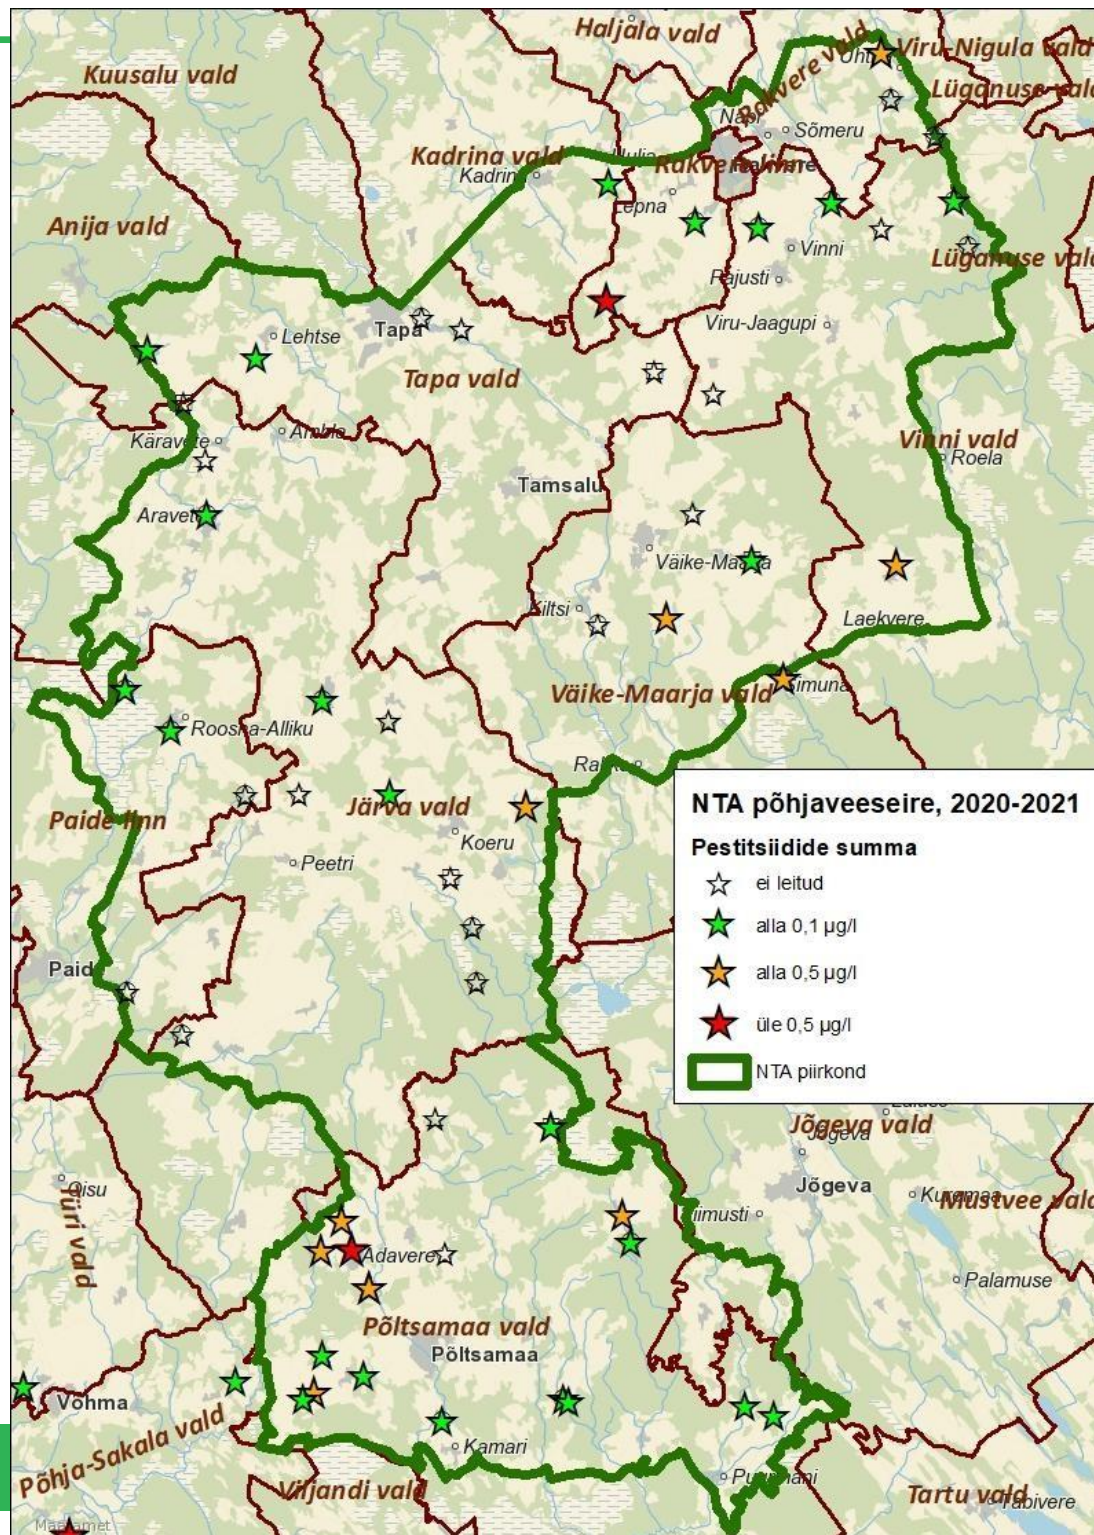 Haljala vald
Viru-Nigula vald
Kuusalu vald
Rakvere vald
Lüganuse vald
Sõmeru
Kadrina vald
Kadrina
Lepna
Anija vald
Vinni
Lüganuse vald
Pajusti
Lehtse
Tapa
Viru-Jaagupi
Tapa vald
Käravete
Ambla
Vinni vald
Roela
Tamsalu
Aravete
Väike-Maarja
Kiltsi
Laekvere
Väike-Maarja vald
Simuna
Roosna-Alliku
Paide linn
Järva vald
Koeru
Peetri
Paide
NTA põhjaveeseire, 2020-2021
Pestitsiidide summa
ei leitud
alla 0,1 µg/l
alla 0,5 µg/l
üle 0,5 µg/l
NTA piirkond
Jõgeva vald
Jõgeva
Jõgeva
Oisu
Türi vald
Kuremaa
Mustvee vald
Adavere
Palamuse
Põltsamaa vald
Põltsamaa
Võhma
Põhja-Sakala vald
Kamari
Viljandi vald
Puurmani
Tartu vald
Tabivere
Maaamet